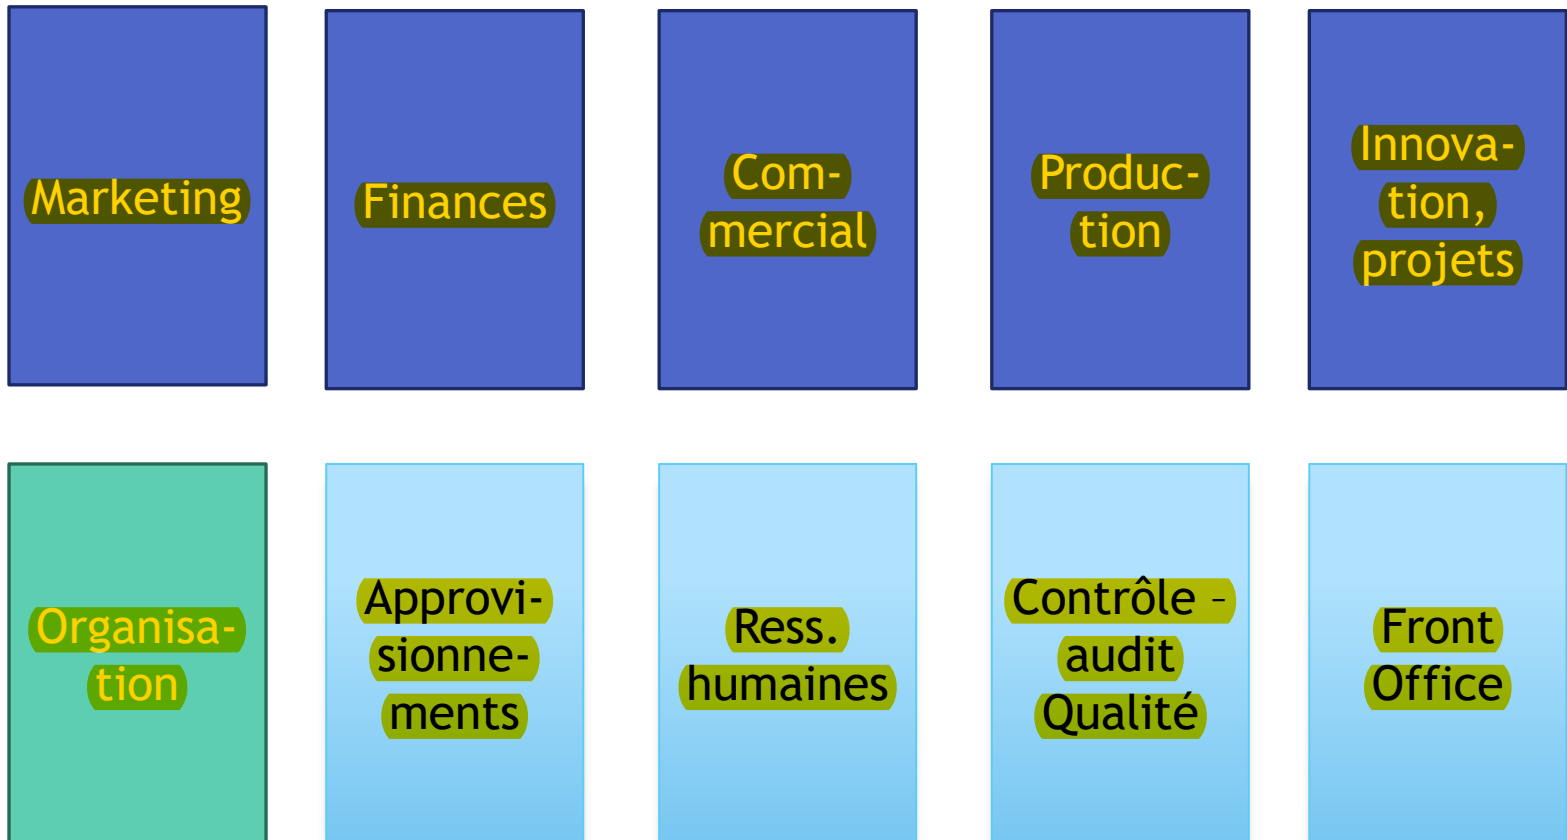 Marketing
Finances
Com-
mercial
Produc-
tion
Innova-
tion,
projets
Organisa-
tion
Approvi-
sionne-
ments
Ress.
humaines
Contrôle –
audit
Qualité
Front
Office